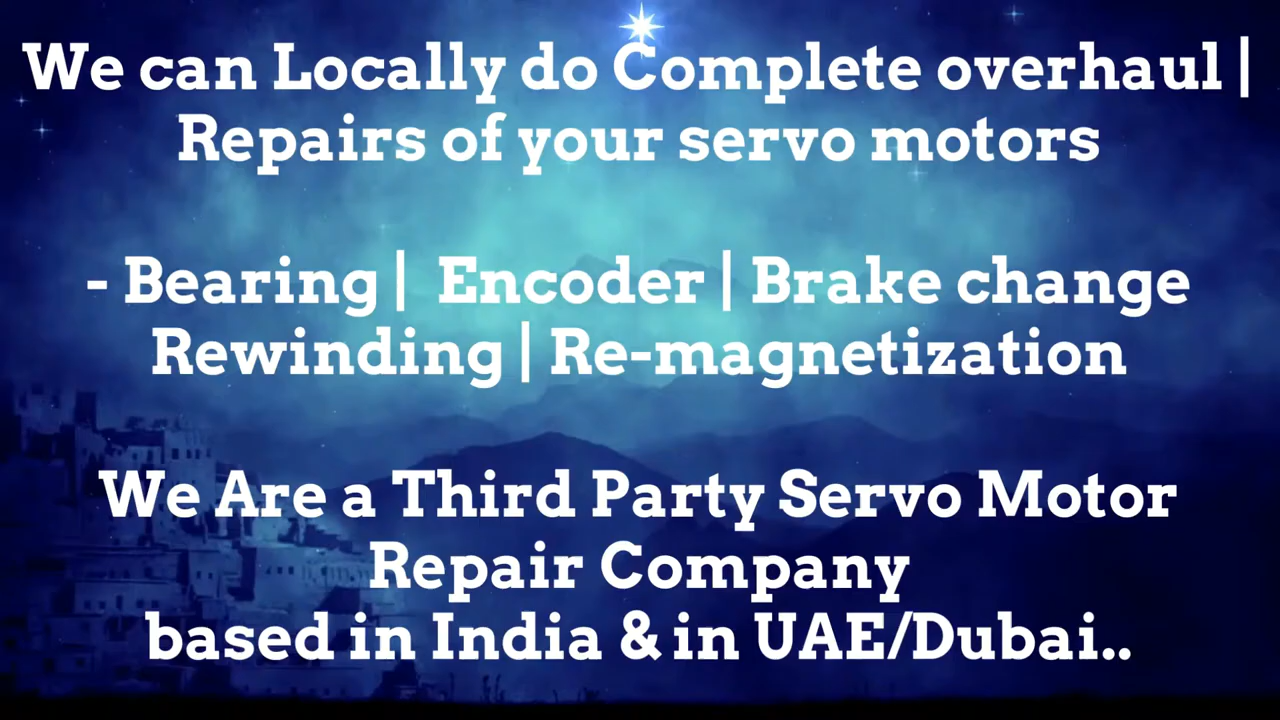 We can Locally do Complete overhaul |
Repairs of your servo motors
- Bearing | Encoder | Brake change
Rewinding | Re-magnetization
We Are a Third Party Servo Motor
Repair Company
based in India & in UAE/Dubai..